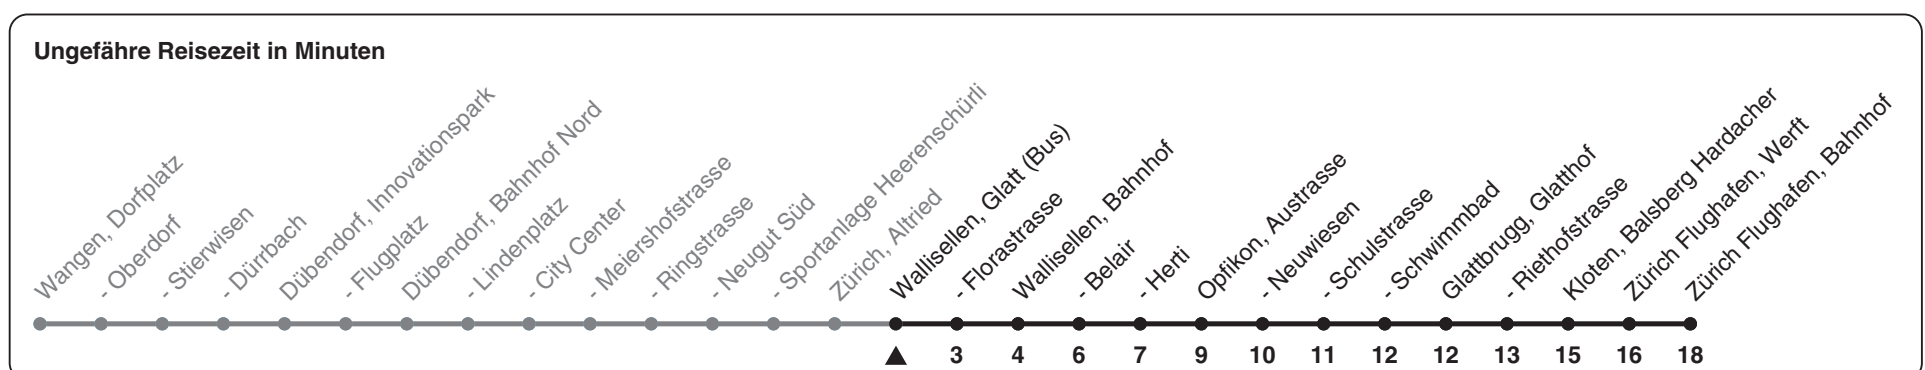 Ungefähre Reisezeit in Minuten
Wangen, Dorfplatz
- Oberdorf
- Stierwisen
- Dürrbach
Dübendorf, Innovationspark
- Flugplatz
Dübendorf, Bahnhof Nord
- Lindenplatz
- City Center
- Meiershofstrasse
- Ringstrasse
- Neugut Süd
- Sportanlage Heerenschürli
Zürich, Altried
Wallisellen, Glatt (Bus)
- Florastrasse
Wallisellen, Bahnhof
- Belair
- Herti
Opfikon, Austrasse
- Neuwiesen
- Schulstrasse
- Schwimmbad
Glattbrugg, Glatthof
- Riethofstrasse
Kloten, Balsberg Hardacher
Zürich Flughafen, Werft
Zürich Flughafen, Bahnhof
3 4 6 7 9 10 11 12 12 13 15 16 18